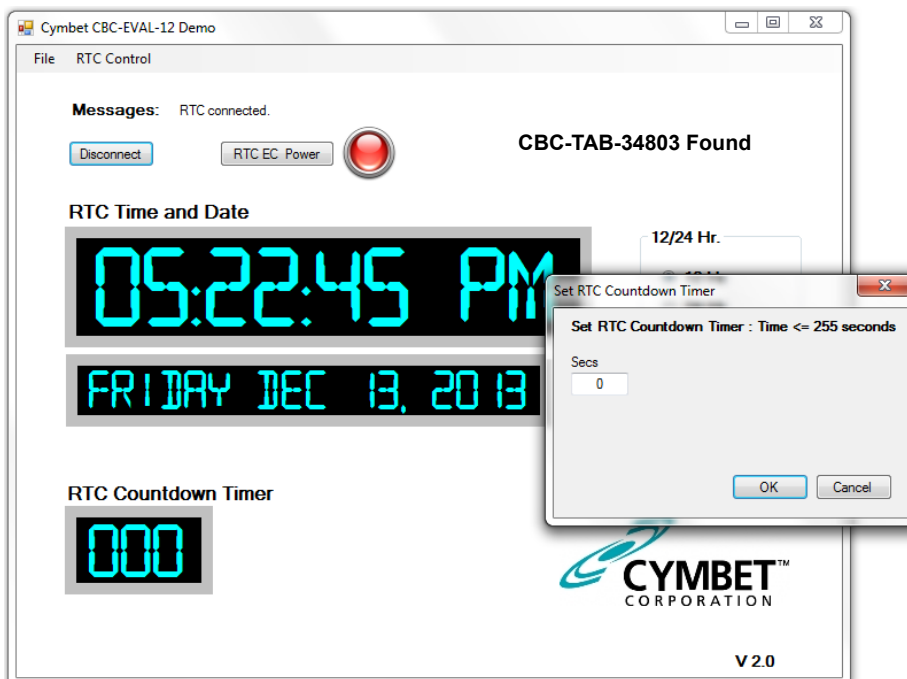 Cymbet CBC-EVAL-12 Demo
File RTC Control
Messages: RTC connected.
CBC-TAB-34803 Found
Disconnect RTC EC Power
RTC Time and Date
05:22:45 PM
FRIDAY DEC 13, 2013
12/24 Hr.
Set RTC Countdown Timer
Set RTC Countdown Timer : Time <= 255 seconds
Secs
0
OK Cancel
RTC Countdown Timer
000
CYMBET™
CORPORATION
V 2.0